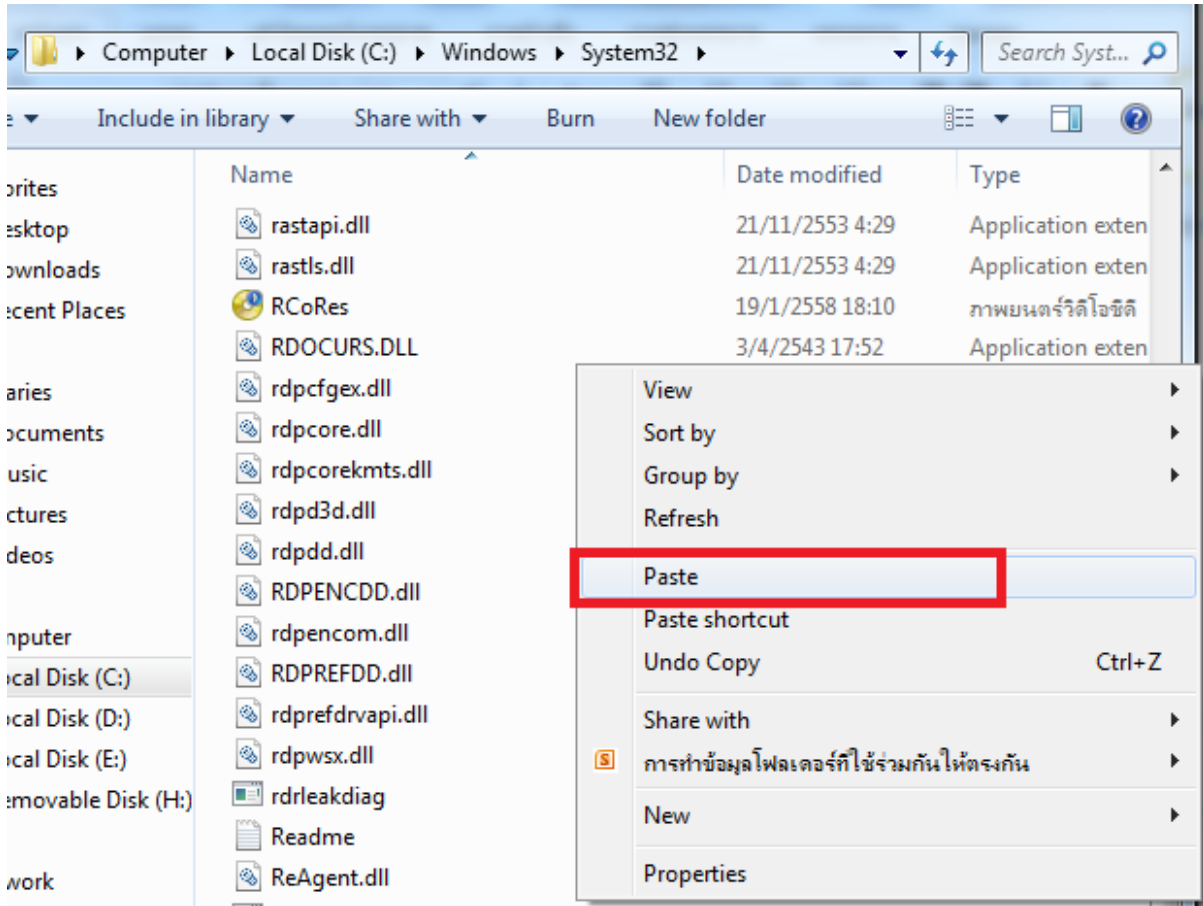 Computer Local Disk (C:) Windows System32 Search Syst...
Include in library Share with Burn New folder
Name Date modified Type
orites
esktop
ownloads
ecent Places
aries
ocuments
usic
ctures
deos
mputer
ocal Disk (C:)
ocal Disk (D:)
ocal Disk (E:)
emovable Disk (H:)
work
rastapi.dll 21/11/2553 4:29 Application exten
rastls.dll 21/11/2553 4:29 Application exten
RCoRes 19/1/2558 18:10 ภาพยนตร์วิดีโอซีดี
RDOCURS.DLL 3/4/2543 17:52 Application exten
rdpcfgex.dll
rdpcore.dll
rdpcorekmts.dll
rdpd3d.dll
rdpdd.dll
RDPENCDD.dll
rdpencom.dll
RDPREFDD.dll
rdprefdrvapi.dll
rdpwsx.dll
rdrleakdiag
Readme
ReAgent.dll
View
Sort by
Group by
Refresh
Paste
Paste shortcut
Undo Copy Ctrl+Z
Share with
การทำข้อมูลโฟลเดอร์ที่ใช้ร่วมกันให้ตรงกัน
New
Properties